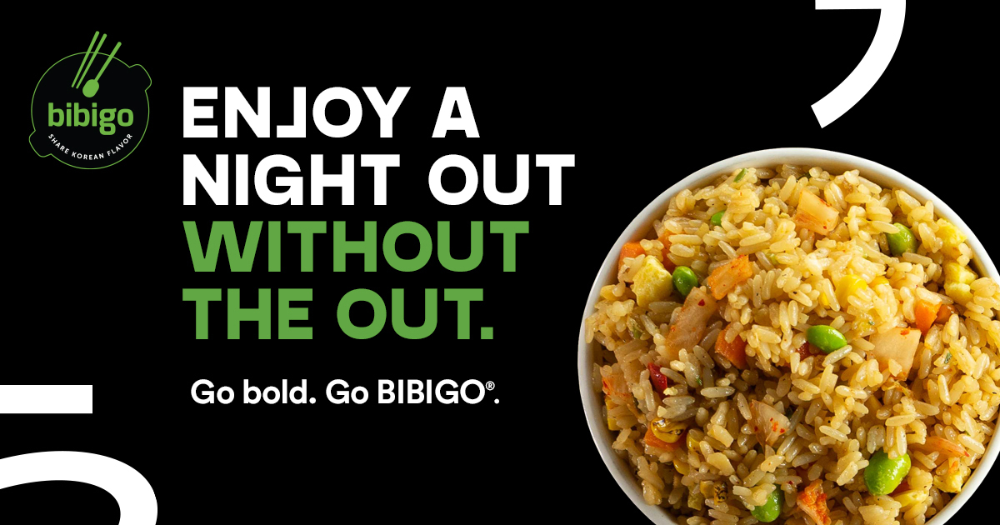 bibigo
SHARE KOREAN FLAVOR
ENJOY A
NIGHT OUT
WITHOUT
THE OUT.
Go bold. Go BIBIGO®.